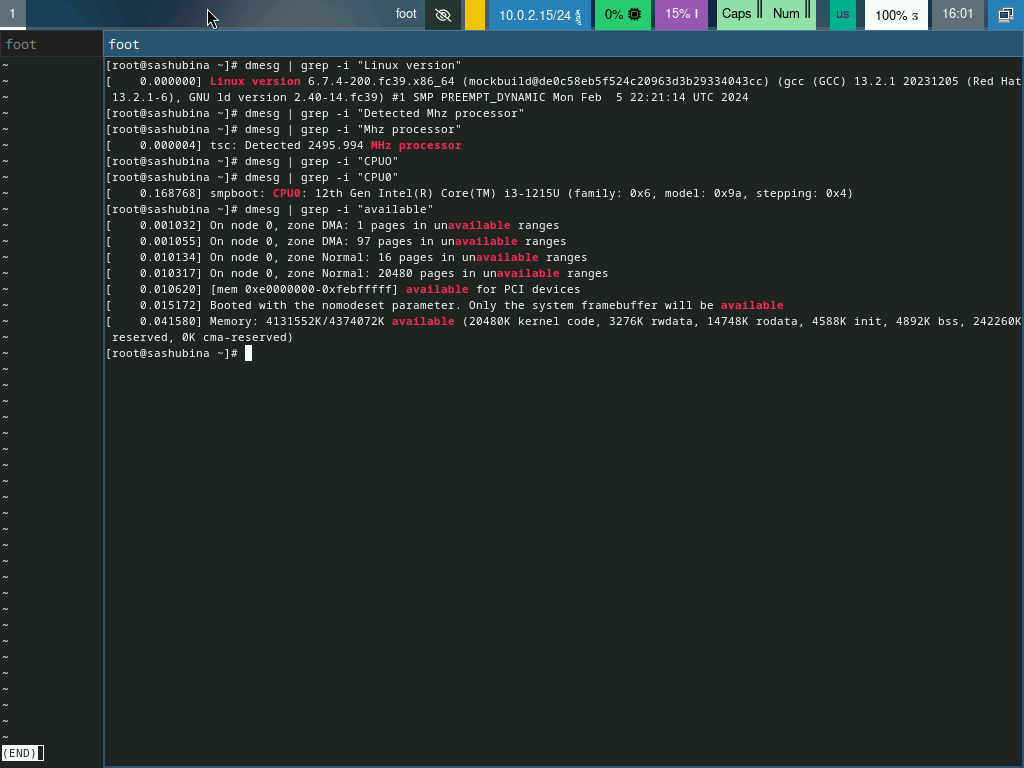 1 foot 10.0.2.15/24 0% 15% Caps Num us 100% 16:01
foot
foot
[root@sashubina ~]# dmesg | grep -i "Linux version"
[    0.000000] Linux version 6.7.4-200.fc39.x86_64 (mockbuild@de0c58eb5f524c20963d3b29334043cc) (gcc (GCC) 13.2.1 20231205 (Red Hat
 13.2.1-6), GNU ld version 2.40-14.fc39) #1 SMP PREEMPT_DYNAMIC Mon Feb  5 22:21:14 UTC 2024
[root@sashubina ~]# dmesg | grep -i "Detected Mhz processor"
[root@sashubina ~]# dmesg | grep -i "Mhz processor"
[    0.000004] tsc: Detected 2495.994 MHz processor
[root@sashubina ~]# dmesg | grep -i "CPUO"
[root@sashubina ~]# dmesg | grep -i "CPU0"
[    0.168768] smpboot: CPU0: 12th Gen Intel(R) Core(TM) i3-1215U (family: 0x6, model: 0x9a, stepping: 0x4)
[root@sashubina ~]# dmesg | grep -i "available"
[    0.001032] On node 0, zone DMA: 1 pages in unavailable ranges
[    0.001055] On node 0, zone DMA: 97 pages in unavailable ranges
[    0.010134] On node 0, zone Normal: 16 pages in unavailable ranges
[    0.010317] On node 0, zone Normal: 20480 pages in unavailable ranges
[    0.010620] [mem 0xe0000000-0xfebfffff] available for PCI devices
[    0.015172] Booted with the nomodeset parameter. Only the system framebuffer will be available
[    0.041580] Memory: 4131552K/4374072K available (20480K kernel code, 3276K rwdata, 14748K rodata, 4588K init, 4892K bss, 242260K
 reserved, 0K cma-reserved)
[root@sashubina ~]#
(END)